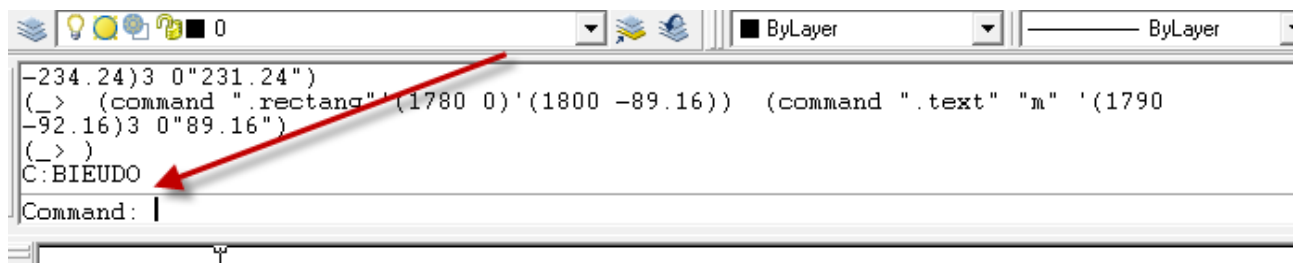 0 ByLayer ByLayer
-234.24)3 0"231.24")
(_> (command ".rectang"'(1780 0)'(1800 -89.16)) (command ".text" "m" '(1790
-92.16)3 0"89.16")
(_> )
C:BIEUDO
Command: